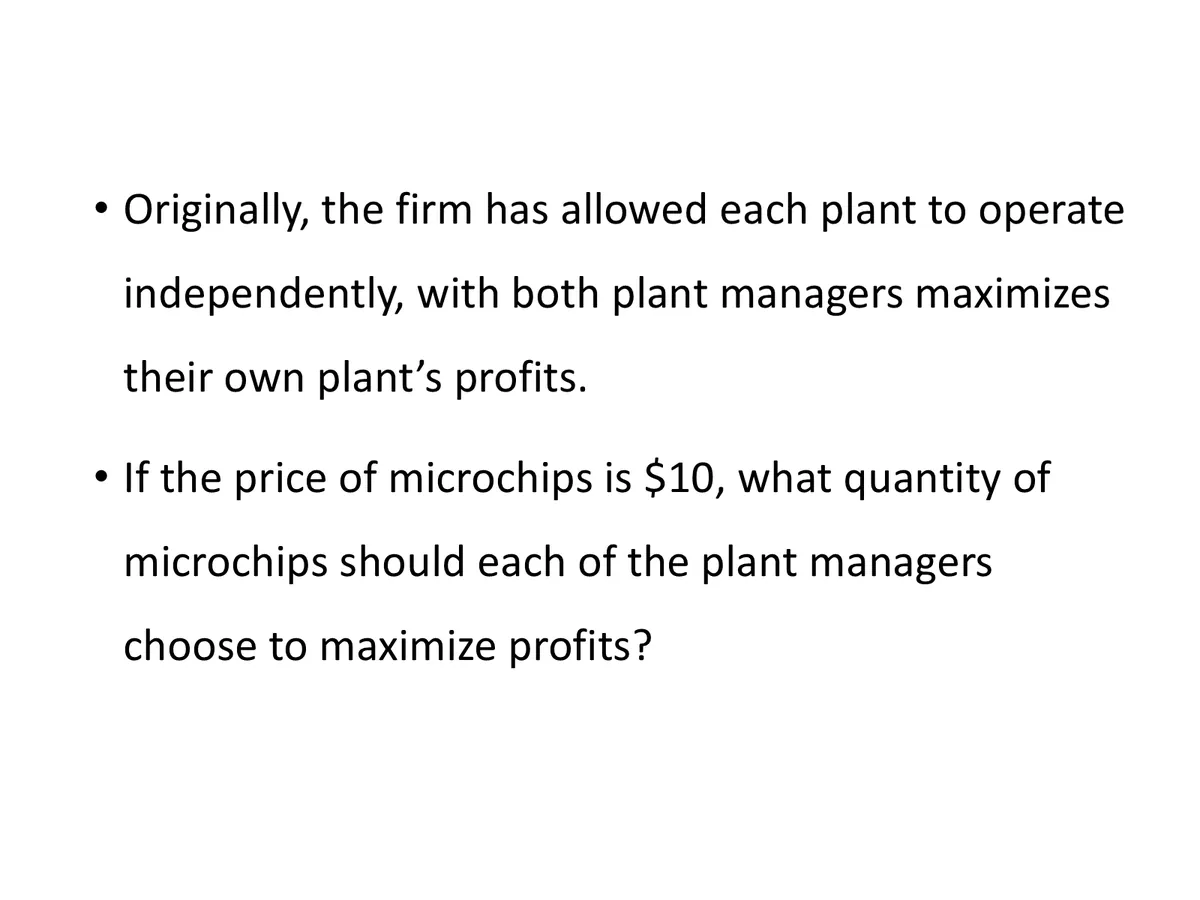 • Originally, the firm has allowed each plant to operate
independently, with both plant managers maximizes
their own plant’s profits.
• If the price of microchips is $10, what quantity of
microchips should each of the plant managers
choose to maximize profits?